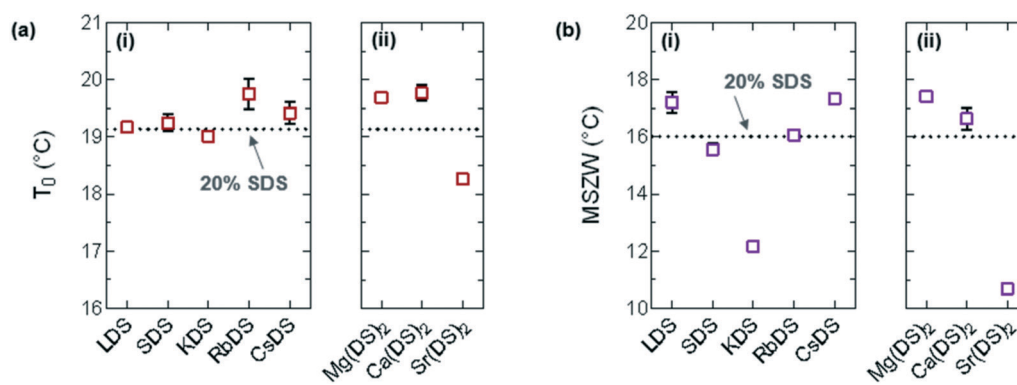 (a)
(i)
(ii)
T₀ (°C)
21
20
19
18
17
16
20% SDS
LDS
SDS
KDS
RbDS
CsDS
Mg(DS)₂
Ca(DS)₂
Sr(DS)₂
(b)
(i)
(ii)
MSZW (°C)
20
18
16
14
12
10
20% SDS
LDS
SDS
KDS
RbDS
CsDS
Mg(DS)₂
Ca(DS)₂
Sr(DS)₂